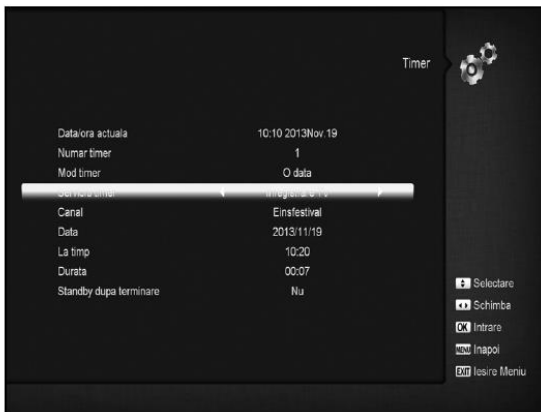 Timer
Data/ora actuala 10:10 2013Nov.19
Numar timer 1
Mod timer O data
Canal Einsfestival
Data 2013/11/19
La timp 10:20
Durata 00:07
Standby dupa terminare Nu
Selectare
Schimba
OK Intrare
MENU Inapoi
EXIT Iesire Meniu